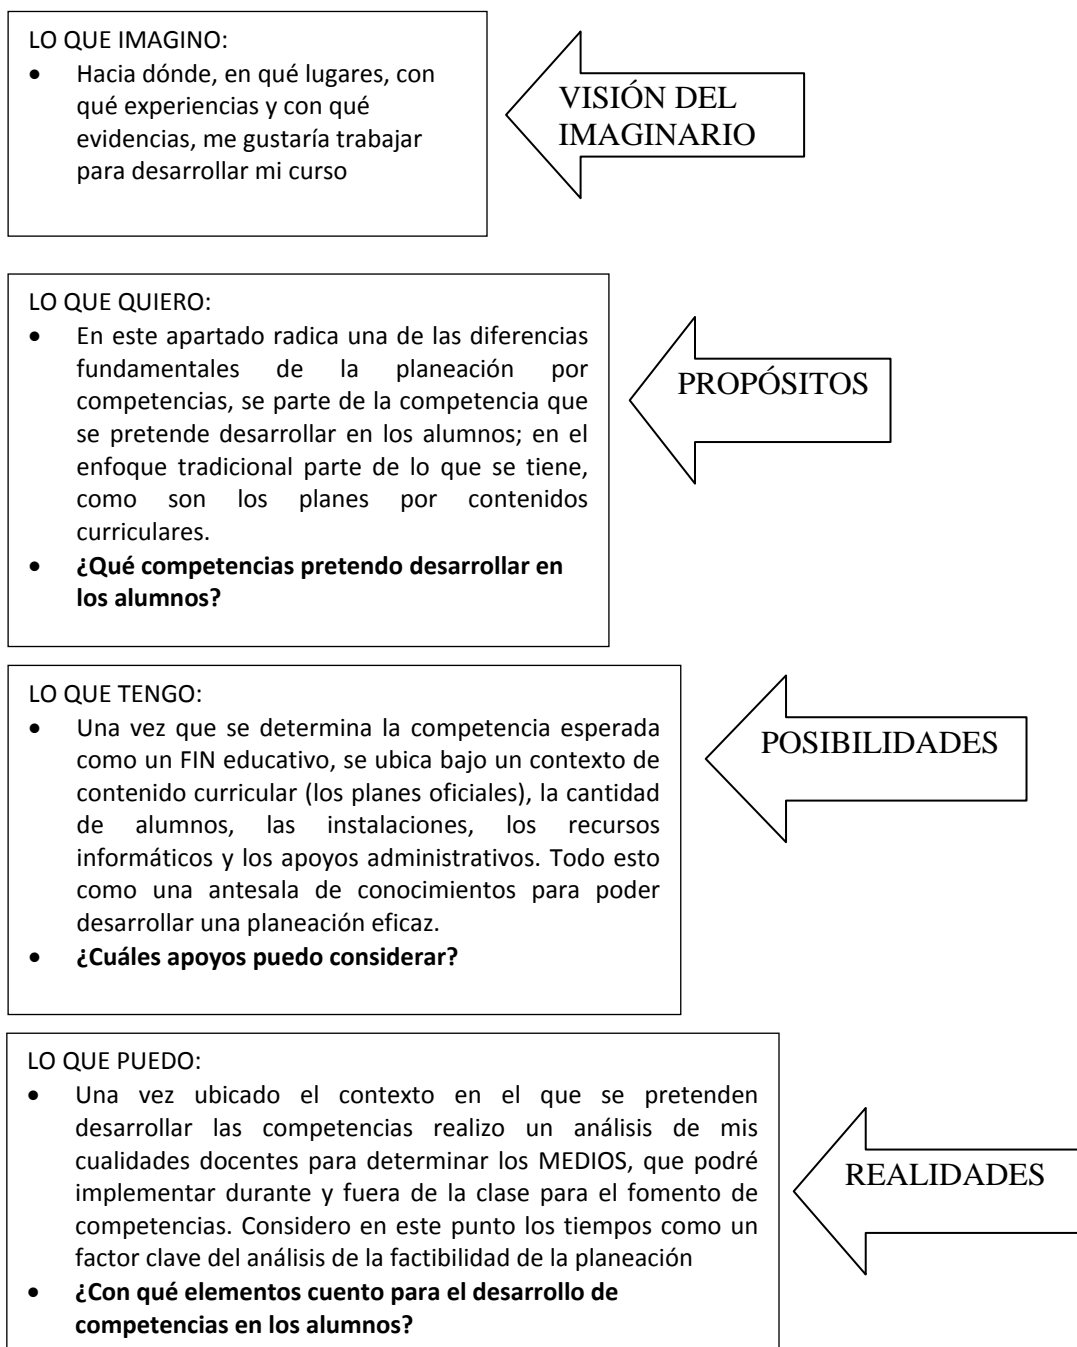 LO QUE IMAGINO:
• Hacia dónde, en qué lugares, con
qué experiencias y con qué
evidencias, me gustaría trabajar
para desarrollar mi curso
VISIÓN DEL
IMAGINARIO
LO QUE QUIERO:
• En este apartado radica una de las diferencias
fundamentales de la planeación por
competencias, se parte de la competencia que
se pretende desarrollar en los alumnos; en el
enfoque tradicional parte de lo que se tiene,
como son los planes por contenidos
curriculares.
• ¿Qué competencias pretendo desarrollar en
los alumnos?
PROPÓSITOS
LO QUE TENGO:
• Una vez que se determina la competencia esperada
como un FIN educativo, se ubica bajo un contexto de
contenido curricular (los planes oficiales), la cantidad
de alumnos, las instalaciones, los recursos
informáticos y los apoyos administrativos. Todo esto
como una antesala de conocimientos para poder
desarrollar una planeación eficaz.
• ¿Cuáles apoyos puedo considerar?
POSIBILIDADES
LO QUE PUEDO:
• Una vez ubicado el contexto en el que se pretenden
desarrollar las competencias realizo un análisis de mis
cualidades docentes para determinar los MEDIOS, que podré
implementar durante y fuera de la clase para el fomento de
competencias. Considero en este punto los tiempos como un
factor clave del análisis de la factibilidad de la planeación
• ¿Con qué elementos cuento para el desarrollo de
competencias en los alumnos?
REALIDADES